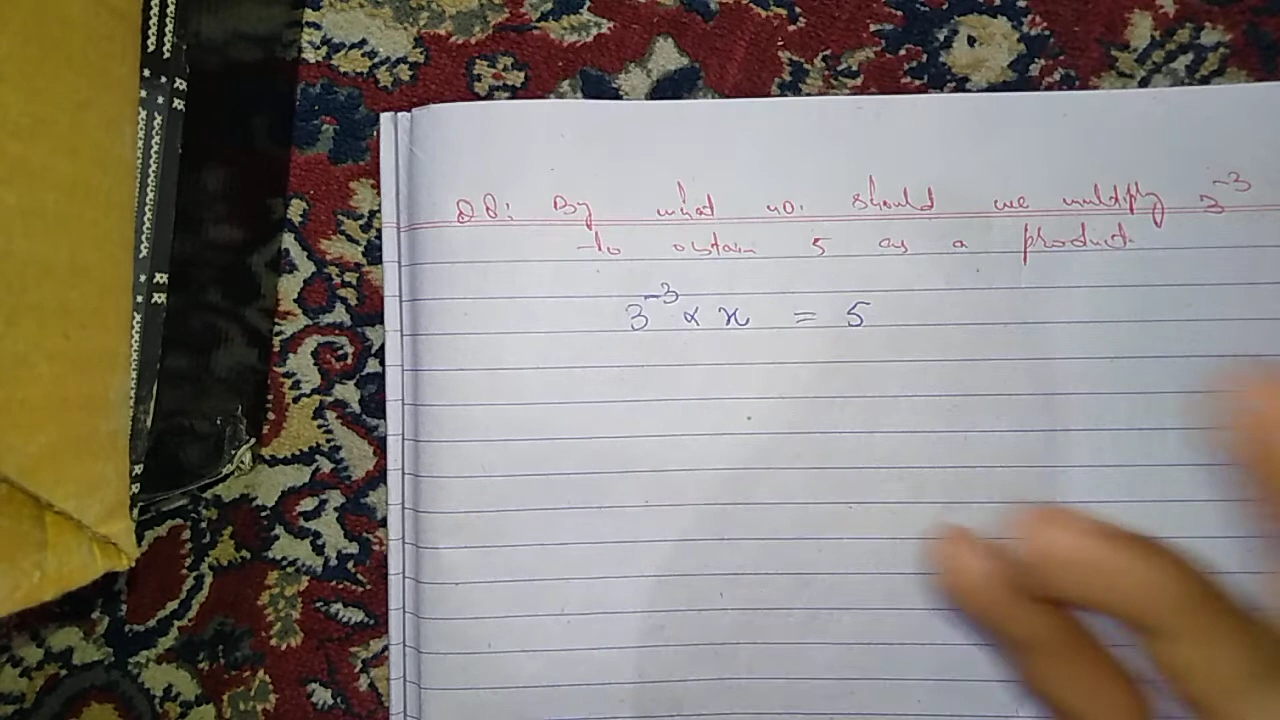 Q8: By what no. should we multiply 3⁻³
to obtain 5 as a product.
3⁻³ × x = 5